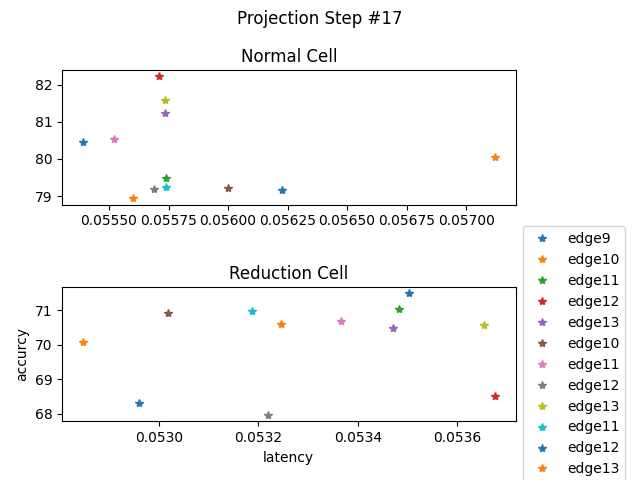 Projection Step #17
Normal Cell
82
81
80
79
0.05550 0.05575 0.05600 0.05625 0.05650 0.05675 0.05700
Reduction Cell
71
70
69
68
accurcy
0.0530 0.0532 0.0534 0.0536
latency
edge9
edge10
edge11
edge12
edge13
edge10
edge11
edge12
edge13
edge11
edge12
edge13